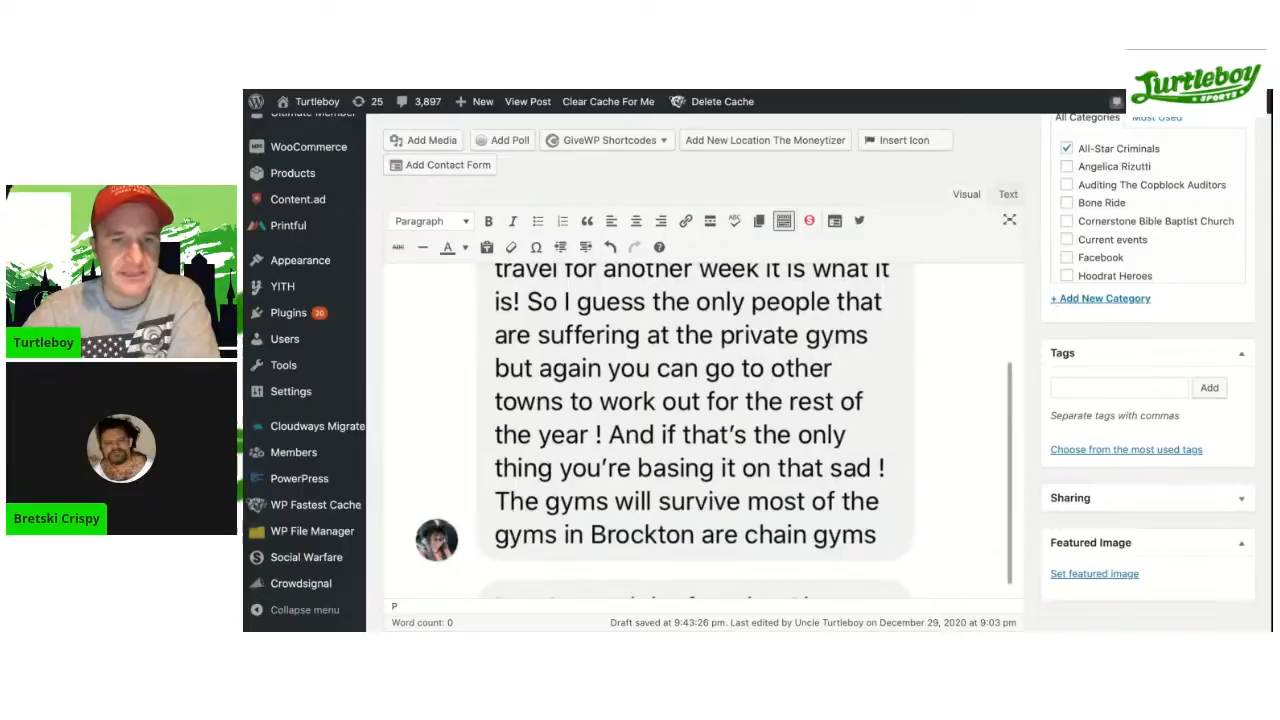 Turtleboy
SPORTS
Turtleboy
25
3,897
New
View Post
Clear Cache For Me
Delete Cache
Ultimate Member
WooCommerce
Products
Content.ad
Printful
Appearance
YITH
Plugins 20
Users
Tools
Settings
Cloudways Migrate
Members
PowerPress
WP Fastest Cache
WP File Manager
Social Warfare
Crowdsignal
Collapse menu
Add Media
Add Poll
GiveWP Shortcodes
Add New Location The Moneytizer
Insert Icon
Add Contact Form
Visual
Text
Paragraph
B
I
ABC
A
travel for another week it is what it
is! So I guess the only people that
are suffering at the private gyms
but again you can go to other
towns to work out for the rest of
the year ! And if that's the only
thing you're basing it on that sad !
The gyms will survive most of the
gyms in Brockton are chain gyms
P
Word count: 0
Draft saved at 9:43:26 pm. Last edited by Uncle Turtleboy on December 29, 2020 at 9:03 pm
All Categories
Most Used
All-Star Criminals
Angelica Rizutti
Auditing The Copblock Auditors
Bone Ride
Cornerstone Bible Baptist Church
Current events
Facebook
Hoodrat Heroes
+ Add New Category
Tags
Add
Separate tags with commas
Choose from the most used tags
Sharing
Featured Image
Set featured image
Turtleboy
Bretski Crispy